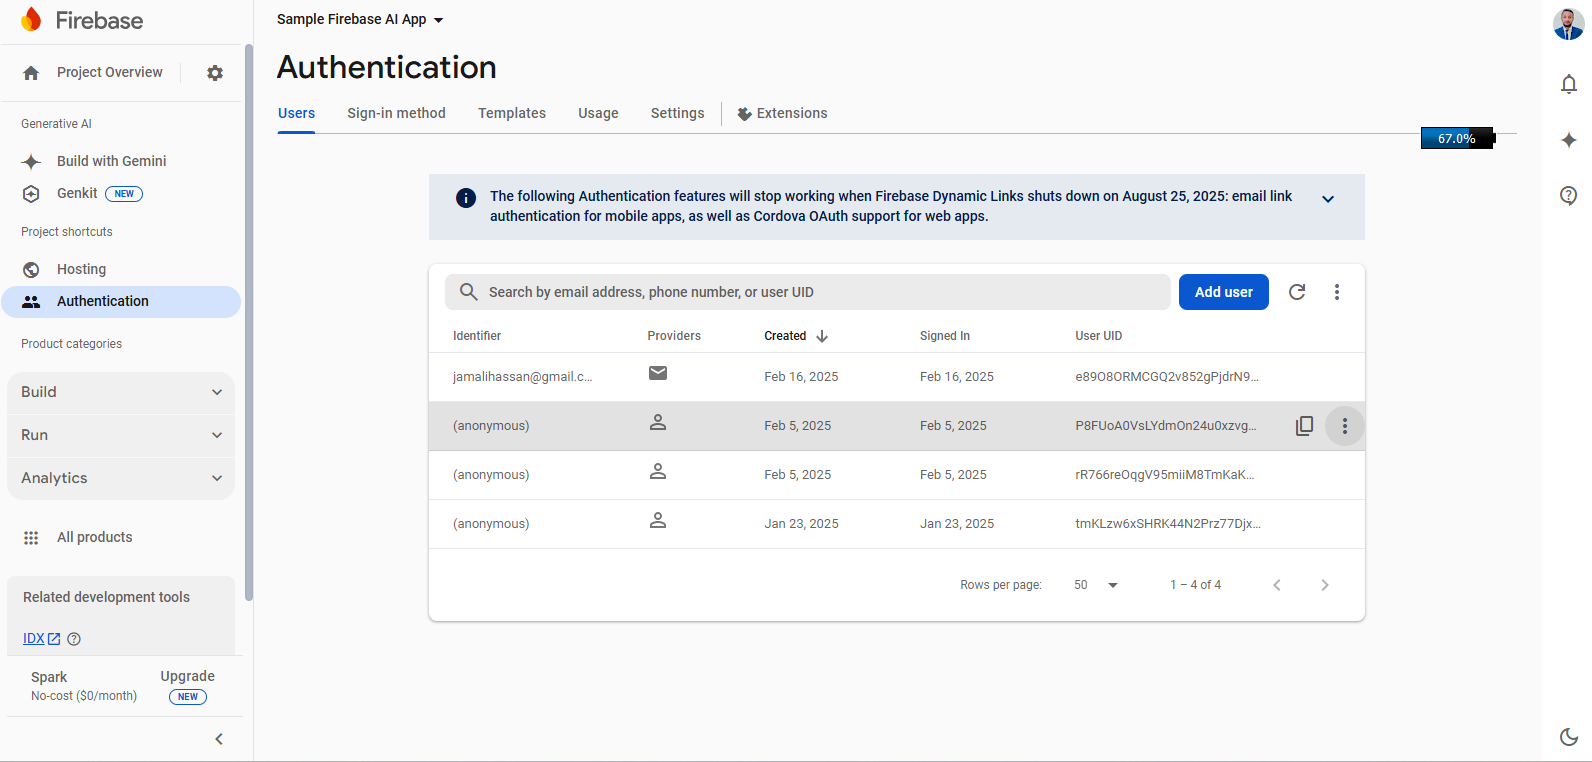 Firebase
Project Overview
Generative AI
Build with Gemini
Genkit NEW
Project shortcuts
Hosting
Authentication
Product categories
Build
Run
Analytics
All products
Related development tools
IDX
Spark
No-cost ($0/month)
Upgrade
NEW
Sample Firebase AI App
Authentication
Users Sign-in method Templates Usage Settings Extensions
67.0%
The following Authentication features will stop working when Firebase Dynamic Links shuts down on August 25, 2025: email link
authentication for mobile apps, as well as Cordova OAuth support for web apps.
Search by email address, phone number, or user UID Add user
Identifier Providers Created Signed In User UID
jamalihassan@gmail.c... Feb 16, 2025 Feb 16, 2025 e89O8ORMCGQ2v852gPjdrN9...
(anonymous) Feb 5, 2025 Feb 5, 2025 P8FUoA0VsLYdmOn24u0xzvg...
(anonymous) Feb 5, 2025 Feb 5, 2025 rR766reOqgV95miiM8TmKaK...
(anonymous) Jan 23, 2025 Jan 23, 2025 tmKLzw6xSHRK44N2Prz77Djx...
Rows per page: 50 1 – 4 of 4